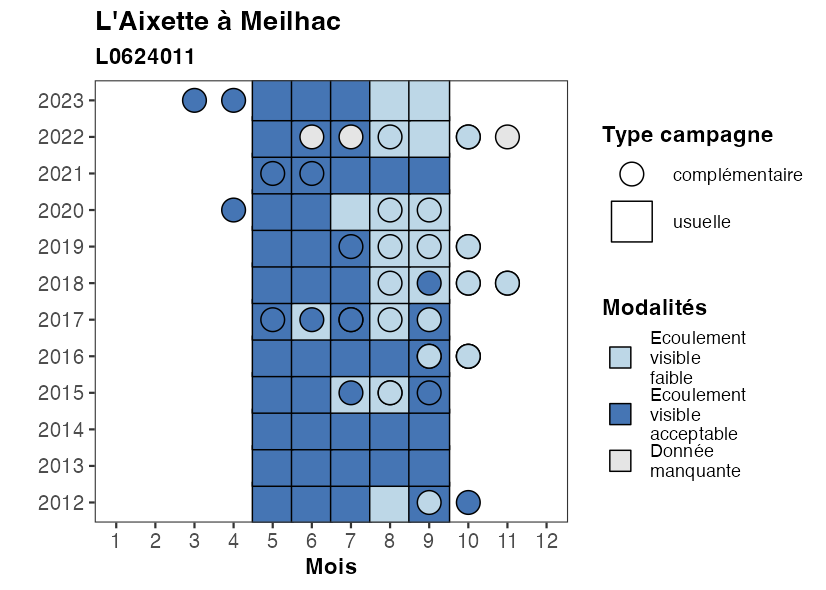 L'Aixette à Meilhac
L0624011
2023
2022
2021
2020
2019
2018
2017
2016
2015
2014
2013
2012
1 2 3 4 5 6 7 8 9 10 11 12
Mois
Type campagne
complémentaire
usuelle
Modalités
Ecoulement
visible
faible
Ecoulement
visible
acceptable
Donnée
manquante